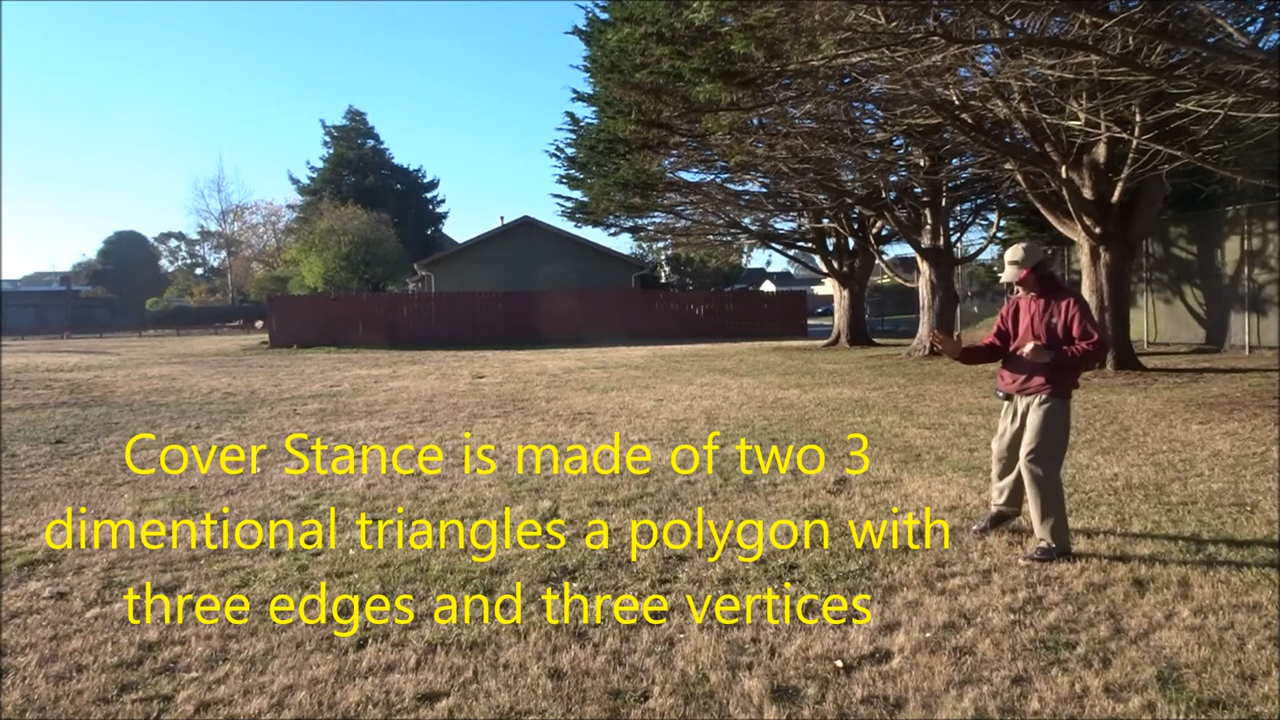 Cover Stance is made of two 3
dimentional triangles a polygon with
three edges and three vertices